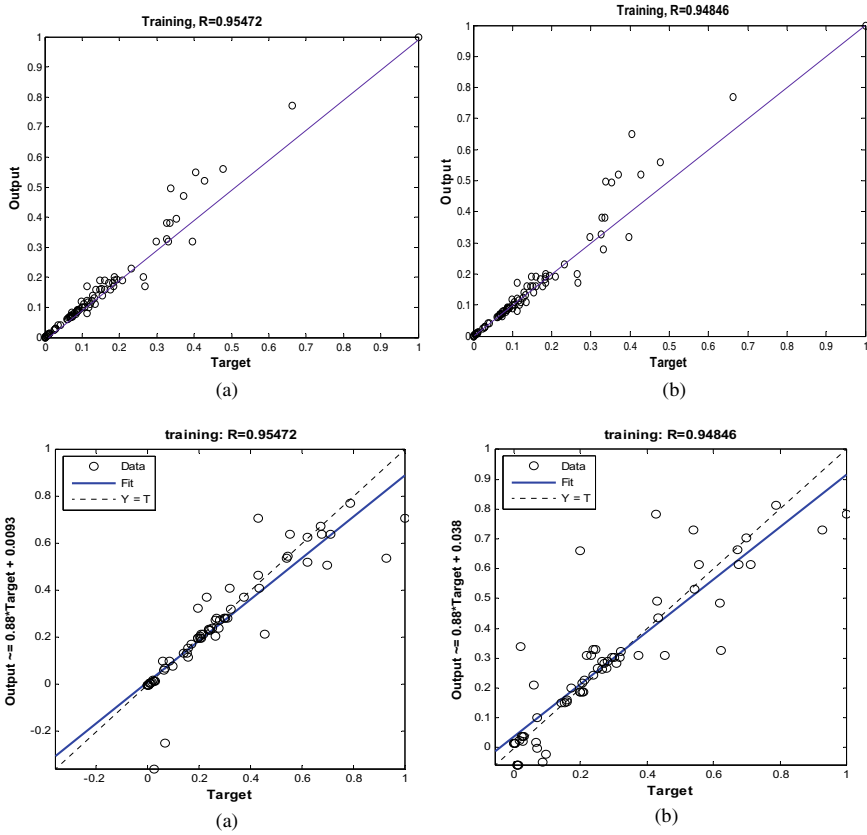 Training, R=0.95472
Output
1
0.9
0.8
0.7
0.6
0.5
0.4
0.3
0.2
0.1
0
0 0.1 0.2 0.3 0.4 0.5 0.6 0.7 0.8 0.9 1
Target
(a)
Training, R=0.94846
Output
1
0.9
0.8
0.7
0.6
0.5
0.4
0.3
0.2
0.1
0
0 0.1 0.2 0.3 0.4 0.5 0.6 0.7 0.8 0.9 1
Target
(b)
training: R=0.95472
Output ~= 0.88*Target + 0.0093
1
0.8
0.6
0.4
0.2
0
-0.2
Data
Fit
Y = T
-0.2 0 0.2 0.4 0.6 0.8 1
Target
(a)
training: R=0.94846
Output ~= 0.88*Target + 0.038
1
0.9
0.8
0.7
0.6
0.5
0.4
0.3
0.2
0.1
0
Data
Fit
Y = T
0 0.2 0.4 0.6 0.8 1
Target
(b)